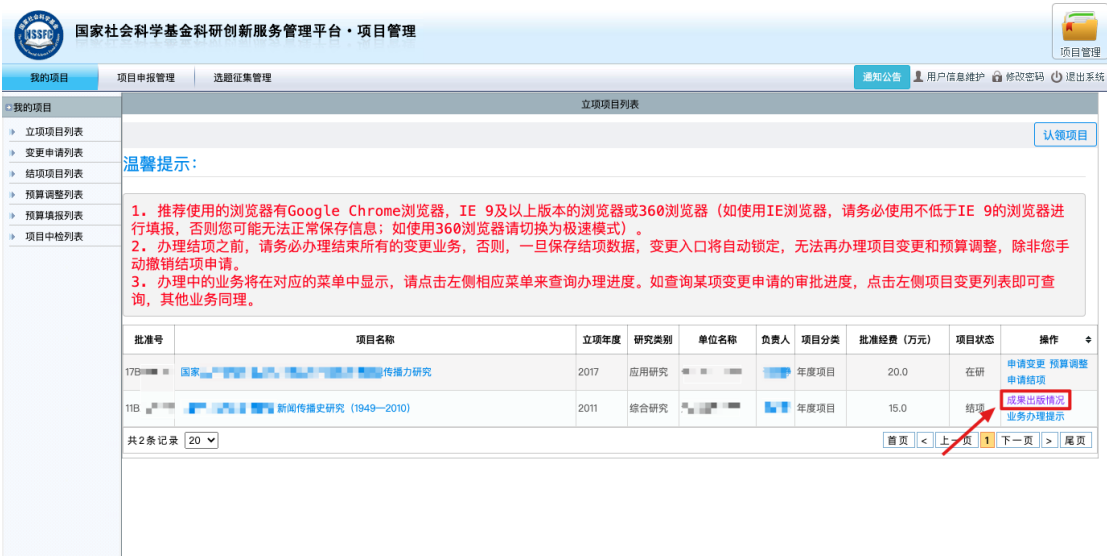 NSSFC
国家社会科学基金科研创新服务管理平台·项目管理
项目管理
我的项目 项目申报管理 选题征集管理 通知公告 用户信息维护 修改密码 退出系统
我的项目
立项项目列表
变更申请列表
结项项目列表
预算调整列表
预算填报列表
项目中检列表
立项项目列表
认领项目
温馨提示:
1. 推荐使用的浏览器有Google Chrome浏览器，IE 9及以上版本的浏览器或360浏览器（如使用IE浏览器，请务必使用不低于IE 9的浏览器进
行填报，否则您可能无法正常保存信息；如使用360浏览器请切换为极速模式）。
2. 办理结项之前，请务必办理结束所有的变更业务，否则，一旦保存结项数据，变更入口将自动锁定，无法再办理项目变更和预算调整，除非您手
动撤销结项申请。
3. 办理中的业务将在对应的菜单中显示，请点击左侧相应菜单来查询办理进度。如查询某项变更申请的审批进度，点击左侧项目变更列表即可查
询，其他业务同理。
批准号 项目名称 立项年度 研究类别 单位名称 负责人 项目分类 批准经费（万元） 项目状态 操作
17B 国家 传播力研究 2017 应用研究 年度项目 20.0 在研 申请变更 预算调整
申请结项
11B 新闻传播史研究（1949—2010） 2011 综合研究 年度项目 15.0 结项 成果出版情况
业务办理提示
共2条记录 20 首页 < 上一页 1 下一页 > 尾页